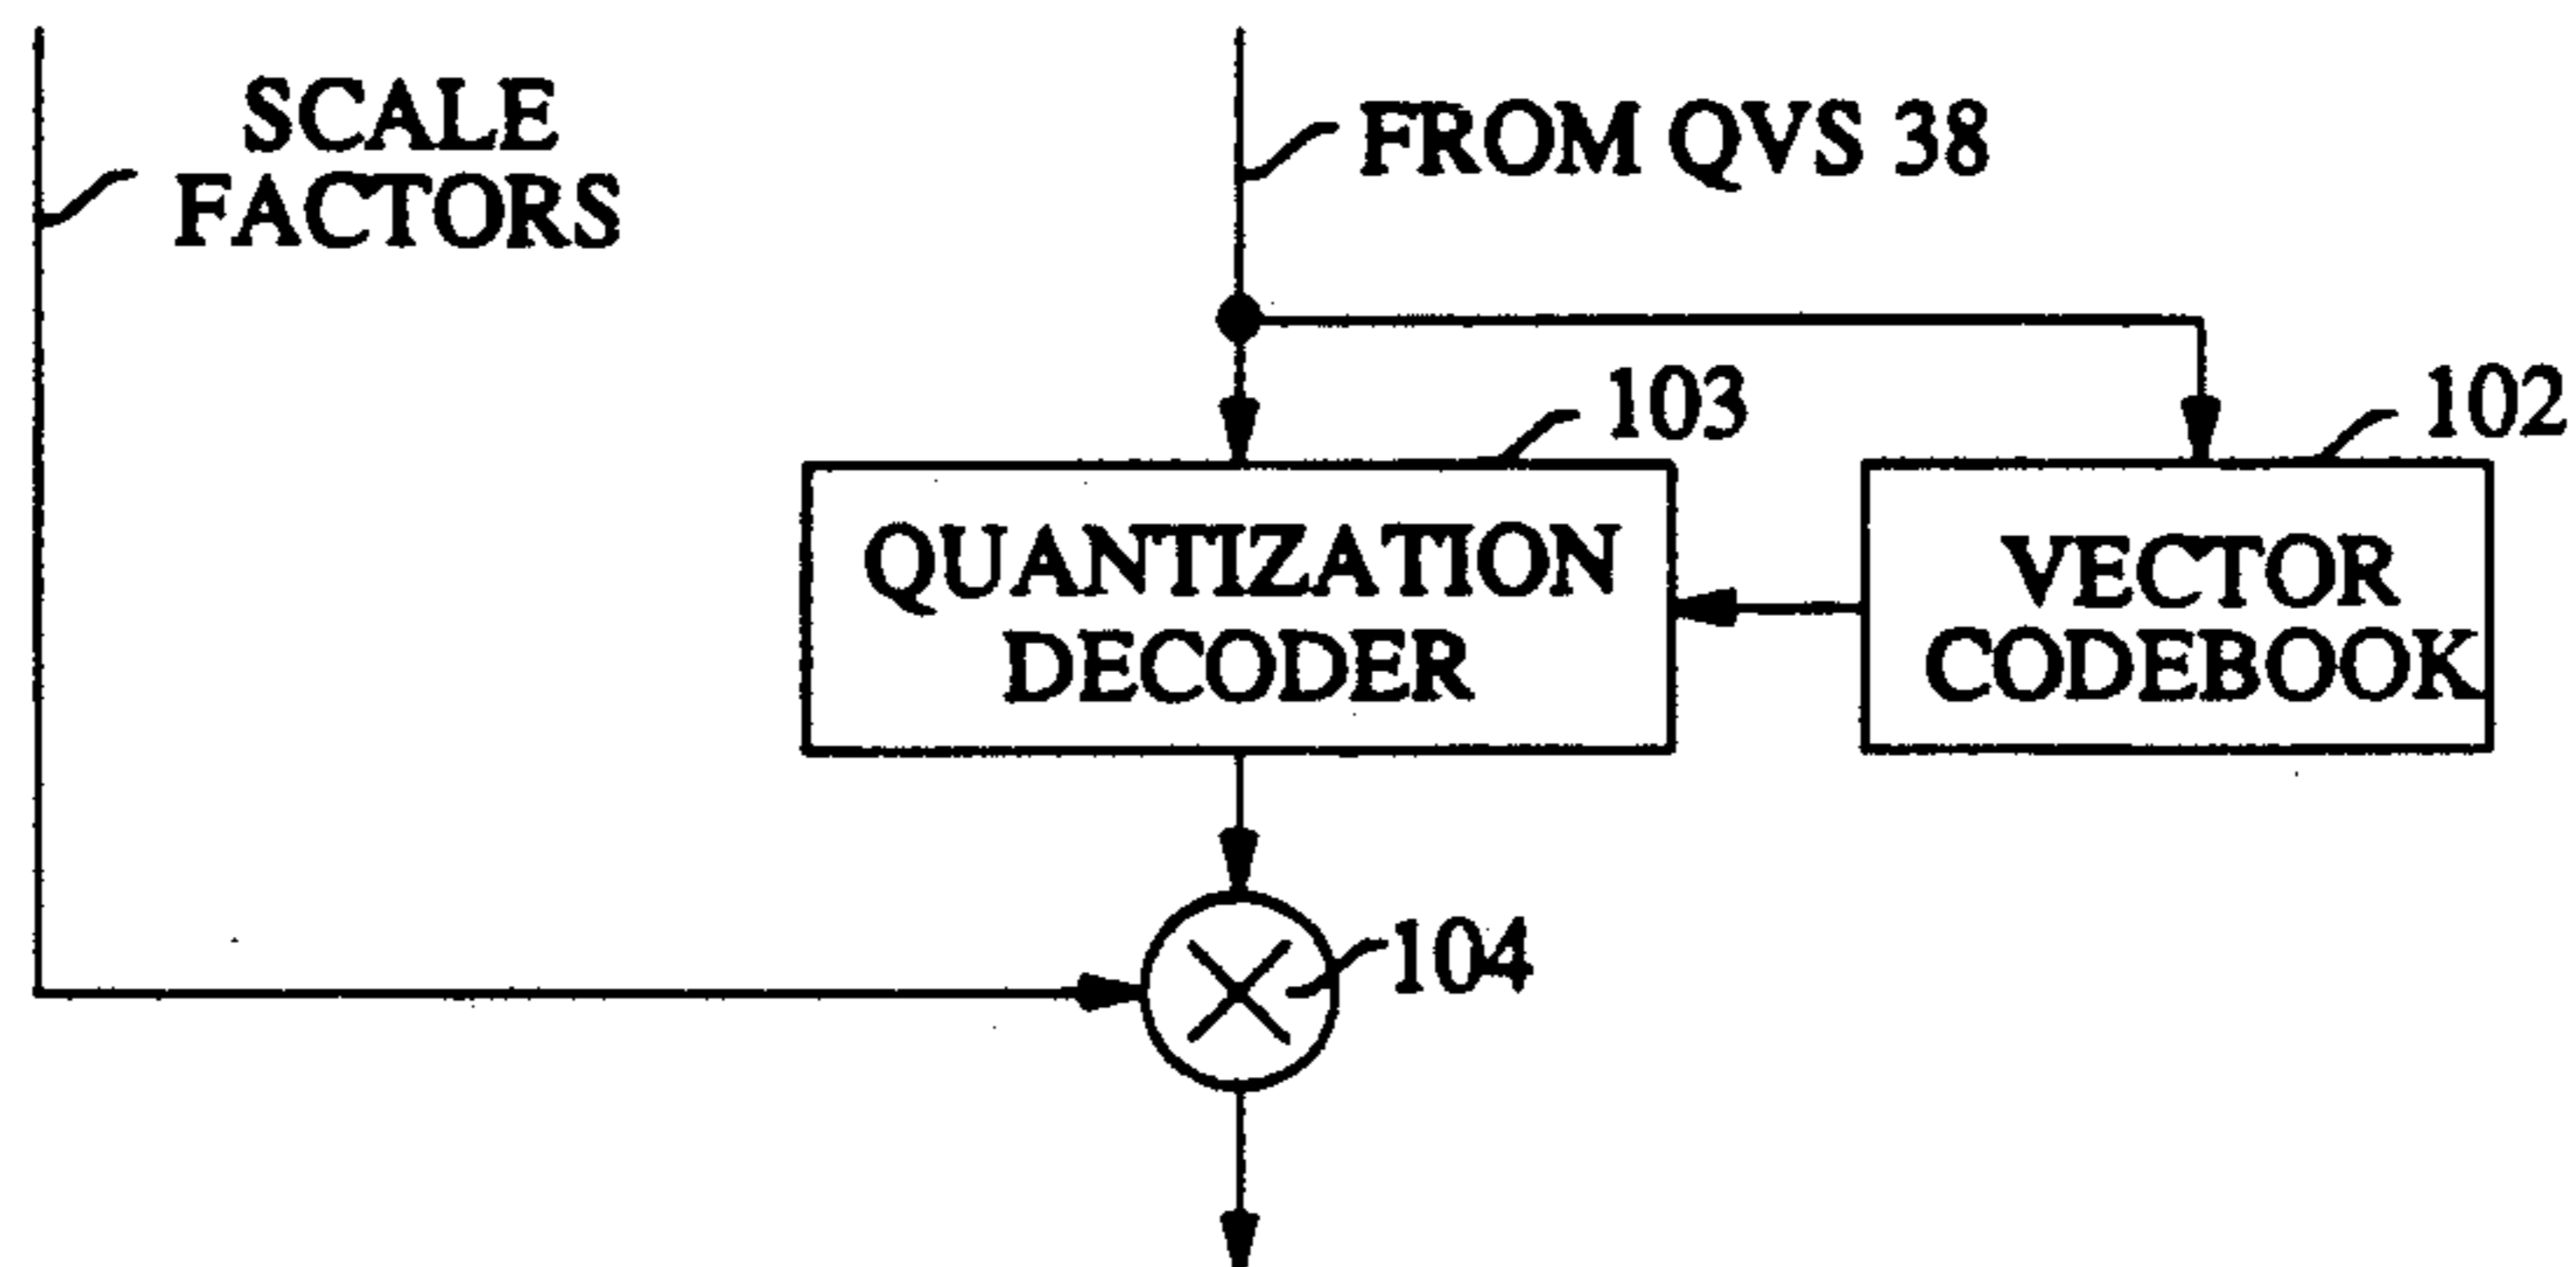 SCALE
FACTORS
FROM QVS 38
103
102
QUANTIZATION
DECODER
VECTOR
CODEBOOK
104